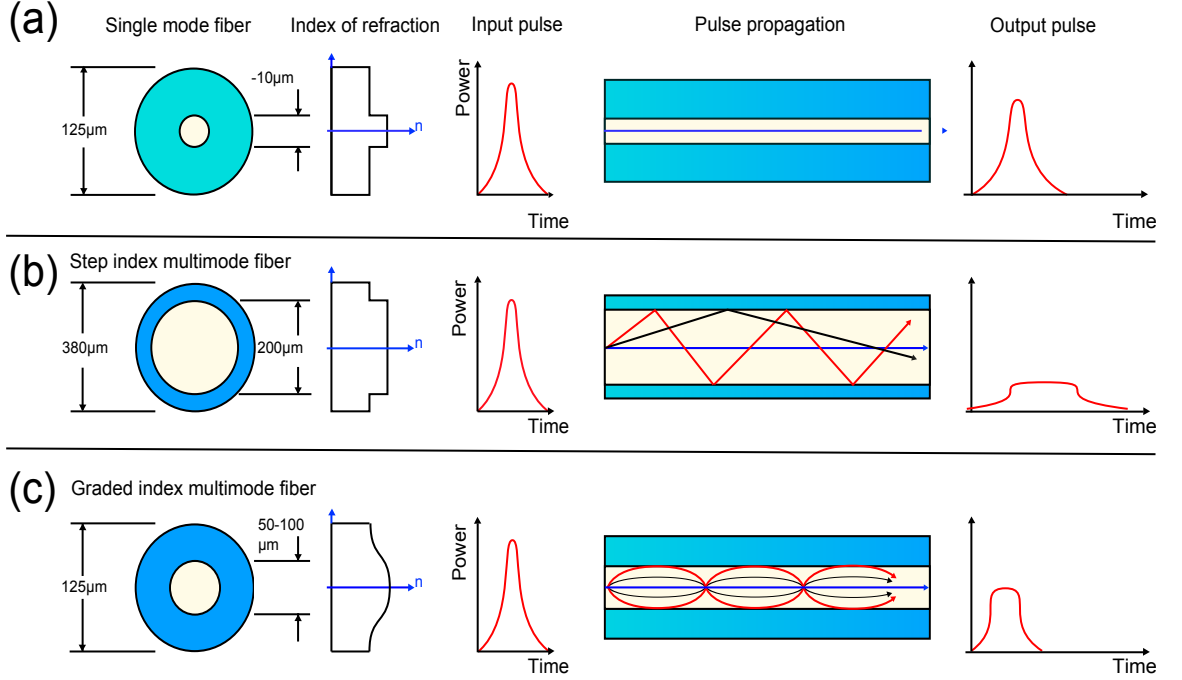 (a)
Single mode fiber
Index of refraction
Input pulse
Pulse propagation
Output pulse
-10µm
125µm
n
Power
Time
Time
(b)
Step index multimode fiber
380µm
200µm
n
Power
Time
Time
(c)
Graded index multimode fiber
50-100
µm
125µm
n
Power
Time
Time